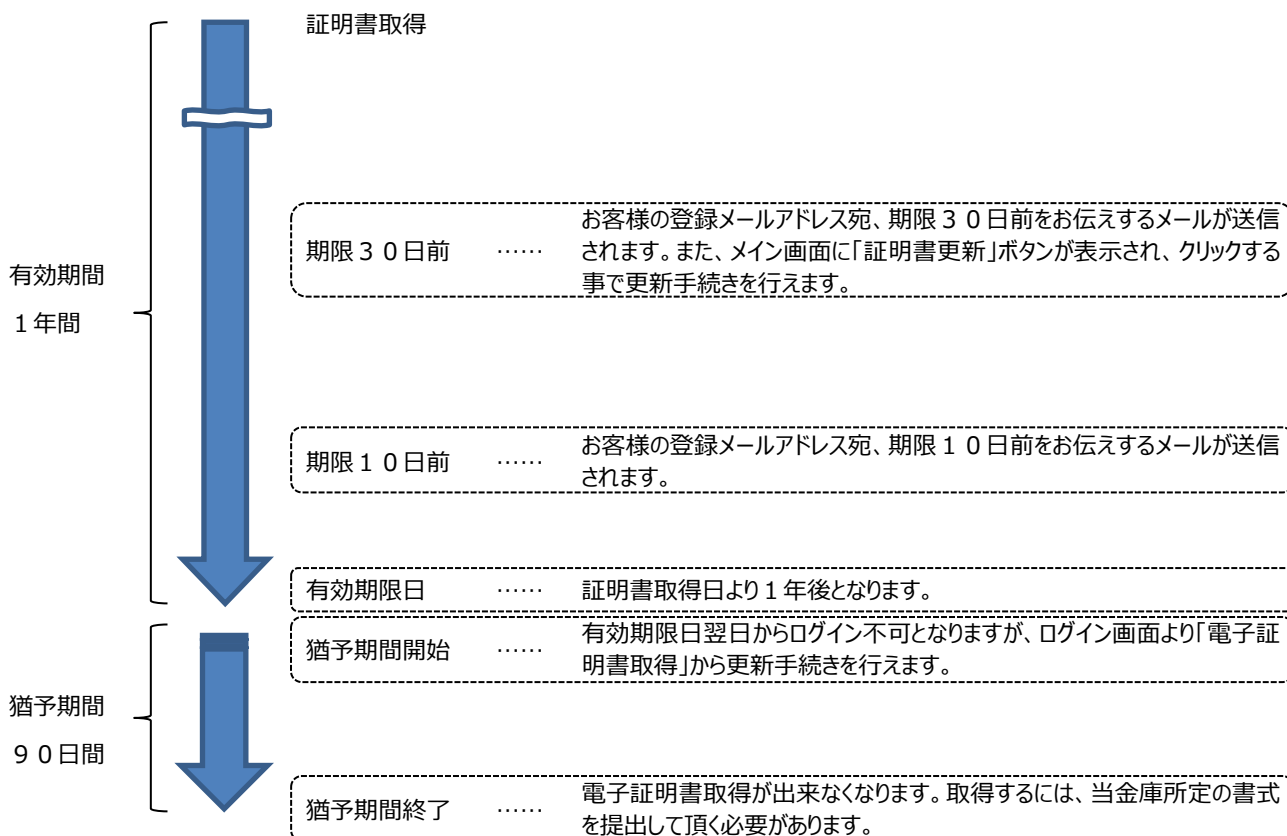 証明書取得
有効期間
１年間
期限３０日前 …… お客様の登録メールアドレス宛、期限３０日前をお伝えするメールが送信
されます。また、メイン画面に「証明書更新」ボタンが表示され、クリックする
事で更新手続きを行えます。
期限１０日前 …… お客様の登録メールアドレス宛、期限１０日前をお伝えするメールが送信
されます。
有効期限日 …… 証明書取得日より１年後となります。
猶予期間
９０日間
猶予期間開始 …… 有効期限日翌日からログイン不可となりますが、ログイン画面より「電子証
明書取得」から更新手続きを行えます。
猶予期間終了 …… 電子証明書取得が出来なくなります。取得するには、当金庫所定の書式
を提出して頂く必要があります。